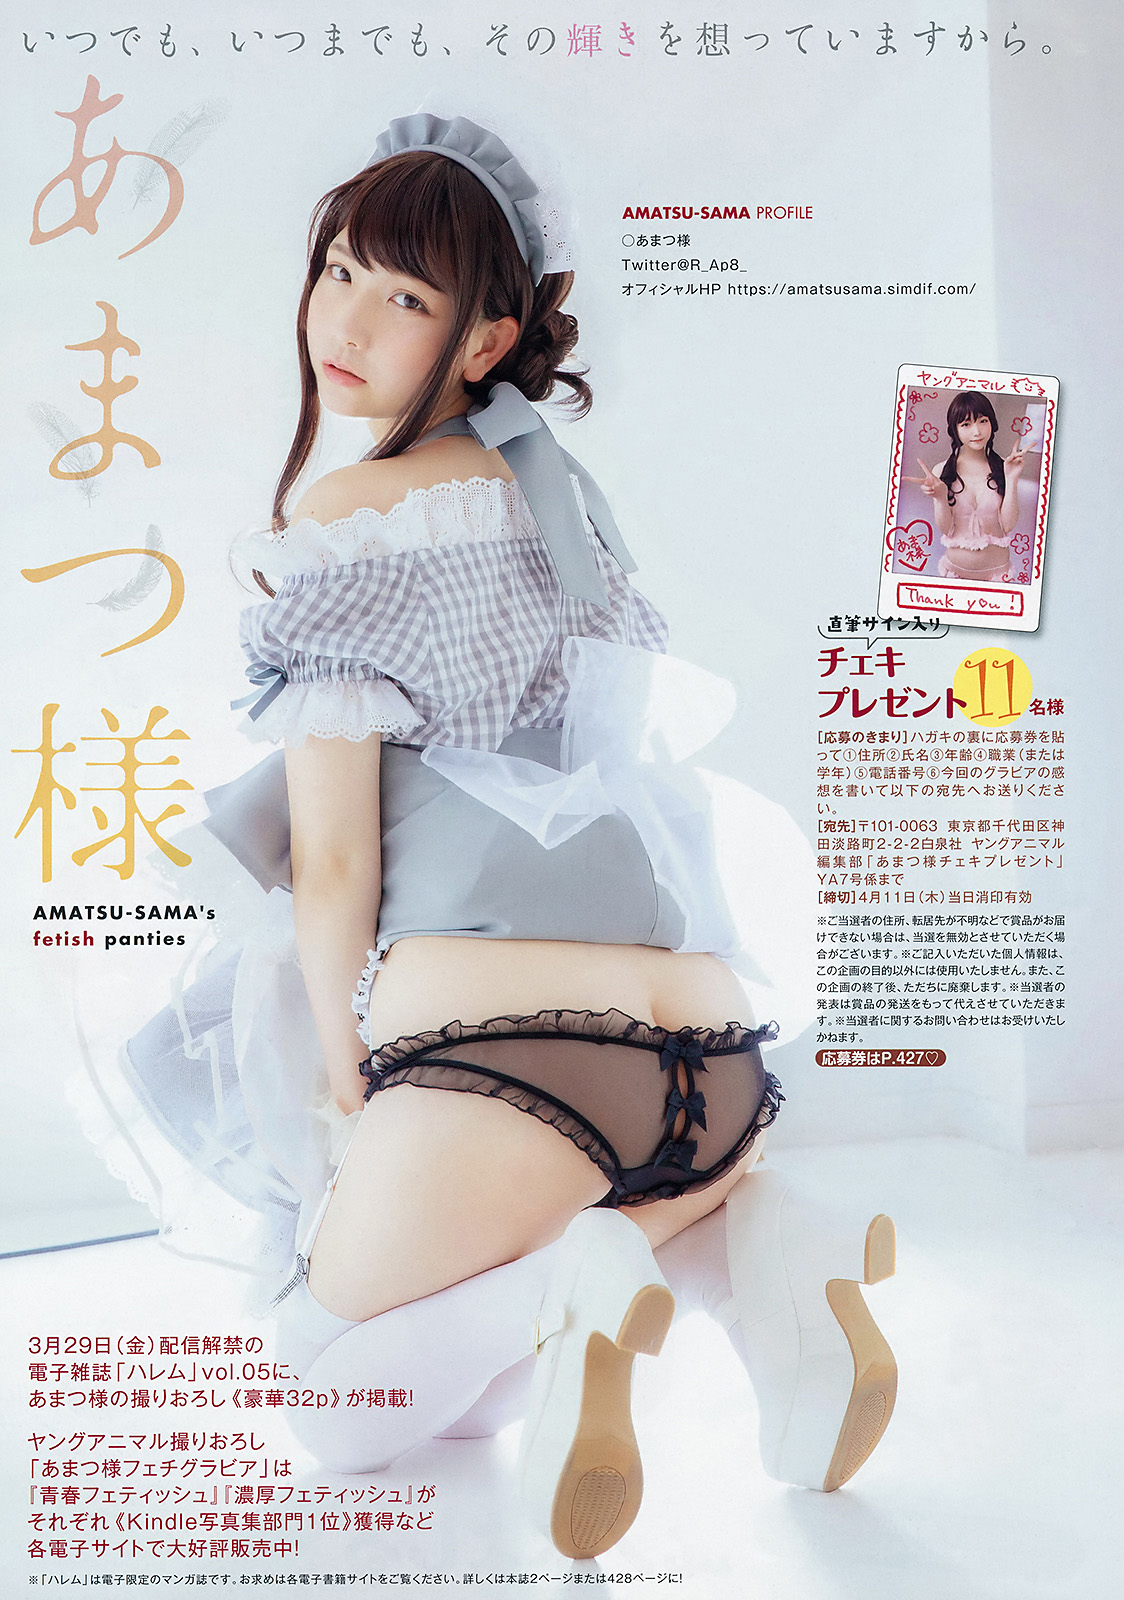 いつでも、いつまでも、その輝きを想っていますから。
あまつ様
AMATSU-SAMA's
fetish panties
AMATSU-SAMA PROFILE
○あまつ様
Twitter@R_Ap8_
オフィシャルHP https://amatsusama.simdif.com/
ヤングアニマル
あまつ様
Thank you!
直筆サイン入り
チェキ
プレゼント11名様
[応募のきまり]ハガキの裏に応募券を貼
って①住所②氏名③年齢④職業(または
学年)⑤電話番号⑥今回のグラビアの感
想を書いて以下の宛先へお送りくださ
い。
[宛先]〒101-0063 東京都千代田区神
田淡路町2-2-2白泉社 ヤングアニマル
編集部「あまつ様チェキプレゼント」
YA7号係まで
[締切]4月11日(木)当日消印有効
※ご当選者の住所、転居先が不明などで賞品がお届
けできない場合は、当選を無効とさせていただく場
合がございます。※ご記入いただいた個人情報は、
この企画の目的以外には使用いたしません。また、こ
の企画の終了後、ただちに廃棄します。※当選者の
発表は賞品の発送をもって代えさせていただきま
す。※当選者に関するお問い合わせはお受けいたし
かねます。
応募券はP.427♡
3月29日(金)配信解禁の
電子雑誌「ハレム」vol.05に、
あまつ様の撮りおろし《豪華32p》が掲載!
ヤングアニマル撮りおろし
「あまつ様フェチグラビア」は
『青春フェティッシュ』『濃厚フェティッシュ』が
それぞれ《Kindle写真集部門1位》獲得など
各電子サイトで大好評販売中!
※「ハレム」は電子限定のマンガ誌です。お求めは各電子書籍サイトをご覧ください。詳しくは本誌2ページまたは428ページに!